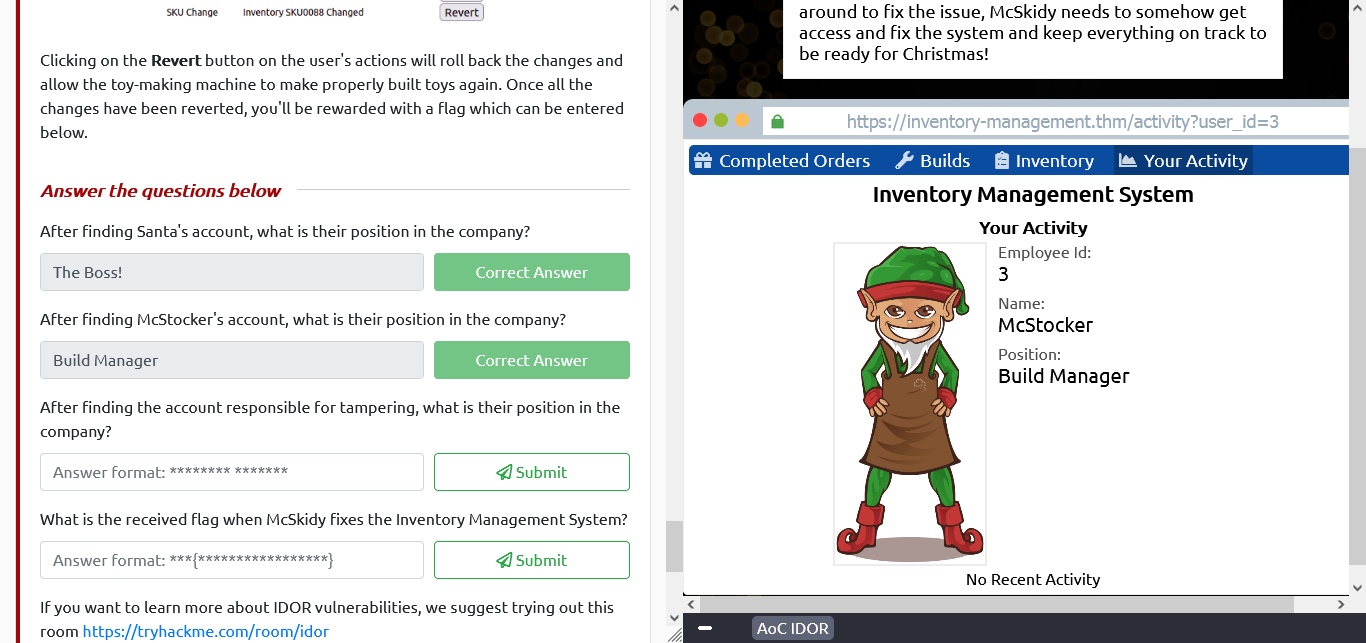 SKU Change Inventory SKU0088 Changed Revert
Clicking on the Revert button on the user's actions will roll back the changes and
allow the toy-making machine to make properly built toys again. Once all the
changes have been reverted, you'll be rewarded with a flag which can be entered
below.
Answer the questions below
After finding Santa's account, what is their position in the company?
The Boss!
Correct Answer
After finding McStocker's account, what is their position in the company?
Build Manager
Correct Answer
After finding the account responsible for tampering, what is their position in the
company?
Answer format: ******** *******
Submit
What is the received flag when McSkidy fixes the Inventory Management System?
Answer format: ***{*****************}
Submit
If you want to learn more about IDOR vulnerabilities, we suggest trying out this
room https://tryhackme.com/room/idor
around to fix the issue, McSkidy needs to somehow get
access and fix the system and keep everything on track to
be ready for Christmas!
https://inventory-management.thm/activity?user_id=3
Completed Orders Builds Inventory Your Activity
Inventory Management System
Your Activity
Employee Id:
3
Name:
McStocker
Position:
Build Manager
No Recent Activity
AoC IDOR